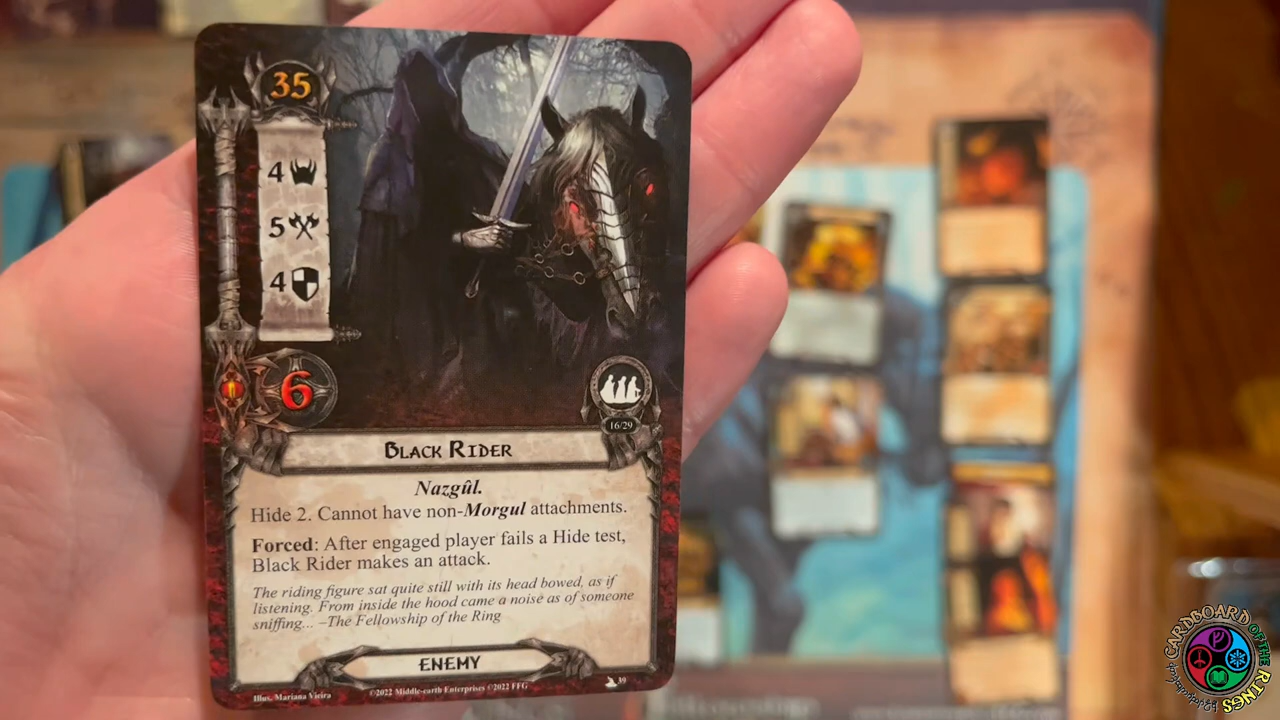 35
4
5
4
6
16/29
BLACK RIDER
Nazgûl.
Hide 2. Cannot have non-Morgul attachments.
Forced: After engaged player fails a Hide test,
Black Rider makes an attack.
The riding figure sat quite still with its head bowed, as if
listening. From inside the hood came a noise as of someone
sniffing... –The Fellowship of the Ring
ENEMY
Illus. Mariana Vieira
©2022 Middle-earth Enterprises ©2022 FFG
39
CARDBOARD
OF THE
RINGS